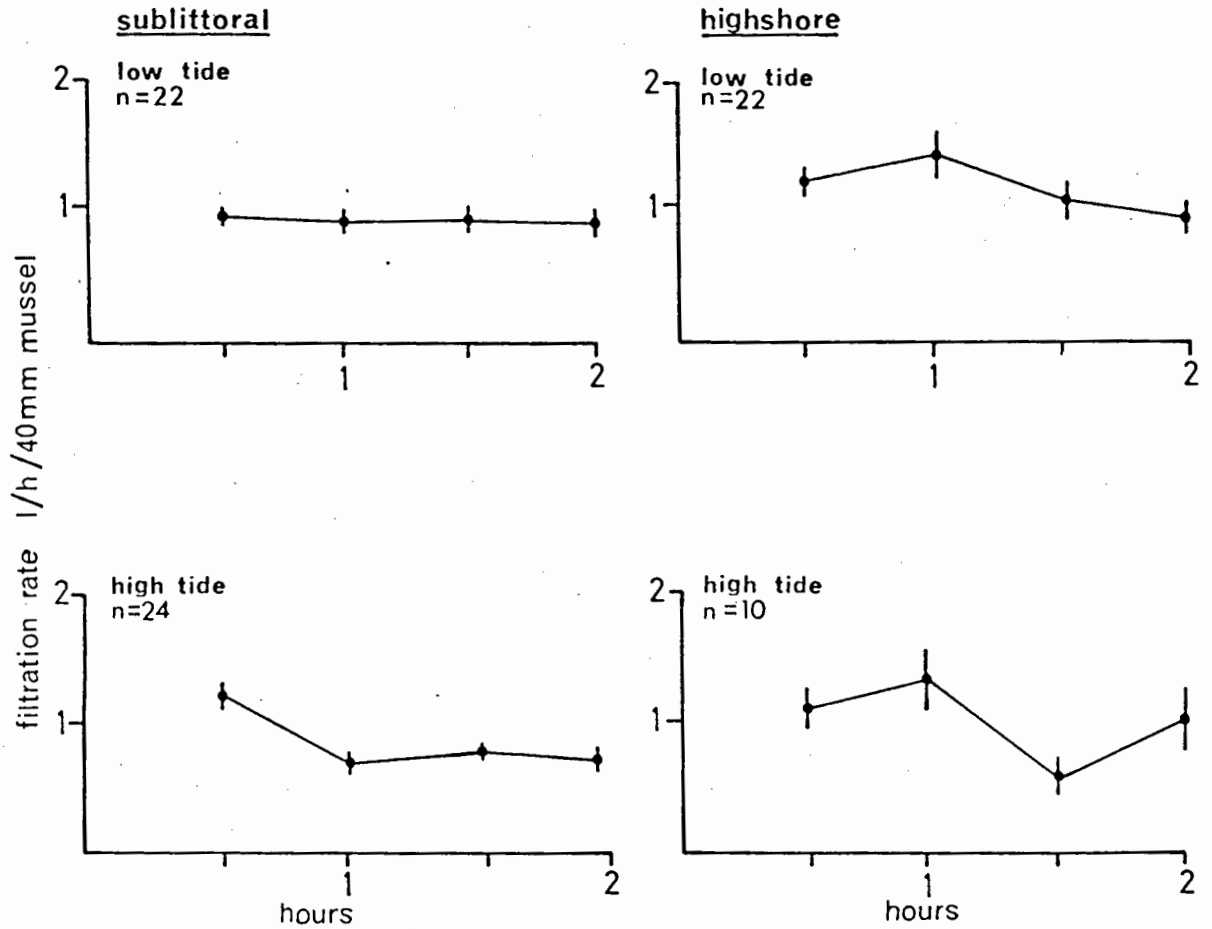 sublittoral
highshore
low tide
n=22
2
1
1
2
low tide
n=22
2
1
1
2
filtration rate l/h/40mm mussel
high tide
n=24
2
1
1
2
hours
high tide
n=10
2
1
1
2
hours